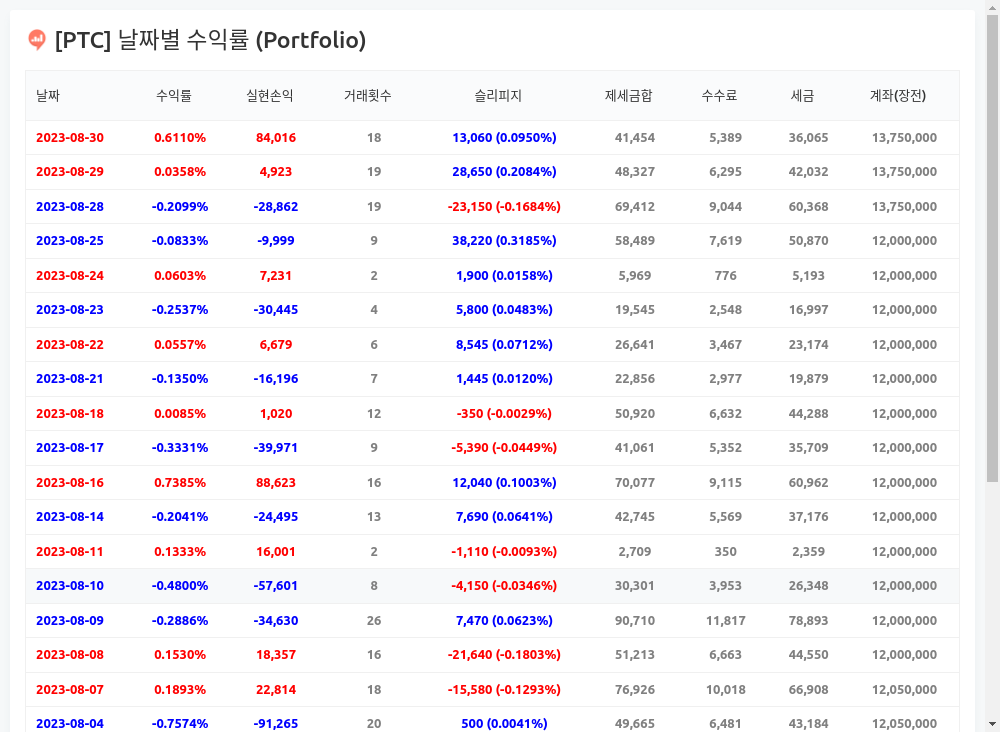 [PTC] 날짜별 수익률 (Portfolio)
날짜 수익률 실현손익 거래횟수 슬리피지 제세금합 수수료 세금 계좌(장전)
2023-08-30 0.6110% 84,016 18 13,060 (0.0950%) 41,454 5,389 36,065 13,750,000
2023-08-29 0.0358% 4,923 19 28,650 (0.2084%) 48,327 6,295 42,032 13,750,000
2023-08-28 -0.2099% -28,862 19 -23,150 (-0.1684%) 69,412 9,044 60,368 13,750,000
2023-08-25 -0.0833% -9,999 9 38,220 (0.3185%) 58,489 7,619 50,870 12,000,000
2023-08-24 0.0603% 7,231 2 1,900 (0.0158%) 5,969 776 5,193 12,000,000
2023-08-23 -0.2537% -30,445 4 5,800 (0.0483%) 19,545 2,548 16,997 12,000,000
2023-08-22 0.0557% 6,679 6 8,545 (0.0712%) 26,641 3,467 23,174 12,000,000
2023-08-21 -0.1350% -16,196 7 1,445 (0.0120%) 22,856 2,977 19,879 12,000,000
2023-08-18 0.0085% 1,020 12 -350 (-0.0029%) 50,920 6,632 44,288 12,000,000
2023-08-17 -0.3331% -39,971 9 -5,390 (-0.0449%) 41,061 5,352 35,709 12,000,000
2023-08-16 0.7385% 88,623 16 12,040 (0.1003%) 70,077 9,115 60,962 12,000,000
2023-08-14 -0.2041% -24,495 13 7,690 (0.0641%) 42,745 5,569 37,176 12,000,000
2023-08-11 0.1333% 16,001 2 -1,110 (-0.0093%) 2,709 350 2,359 12,000,000
2023-08-10 -0.4800% -57,601 8 -4,150 (-0.0346%) 30,301 3,953 26,348 12,000,000
2023-08-09 -0.2886% -34,630 26 7,470 (0.0623%) 90,710 11,817 78,893 12,000,000
2023-08-08 0.1530% 18,357 16 -21,640 (-0.1803%) 51,213 6,663 44,550 12,000,000
2023-08-07 0.1893% 22,814 18 -15,580 (-0.1293%) 76,926 10,018 66,908 12,050,000
2023-08-04 -0.7574% -91,265 20 500 (0.0041%) 49,665 6,481 43,184 12,050,000